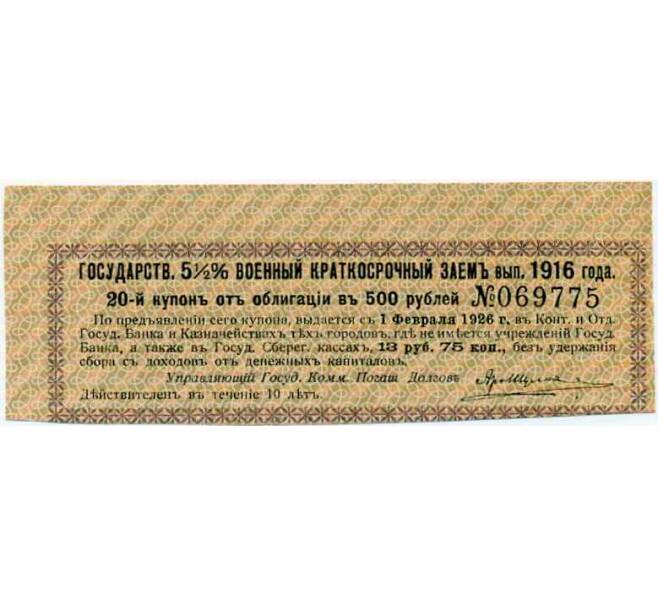 ГОСУДАРСТВ. 5½% ВОЕННЫЙ КРАТКОСРОЧНЫЙ ЗАЕМЪ вып. 1916 года.
20-й купонъ отъ облигаціи въ 500 рублей №069775
По предъявленіи сего купона, выдается съ 1 Февраля 1926 г., въ Конт. и Отд.
Госуд. Банка и Казначействахъ тѣхъ городовъ, гдѣ не имѣется учрежденій Госуд.
Банка, а также въ Госуд. Сберег. кассахъ, 13 руб. 75 коп., безъ удержанія
сбора съ доходовъ отъ денежныхъ капиталовъ.
Управляющій Госуд. Комм. Погаш Долговъ
Дѣйствителенъ въ теченіе 10 лѣтъ.